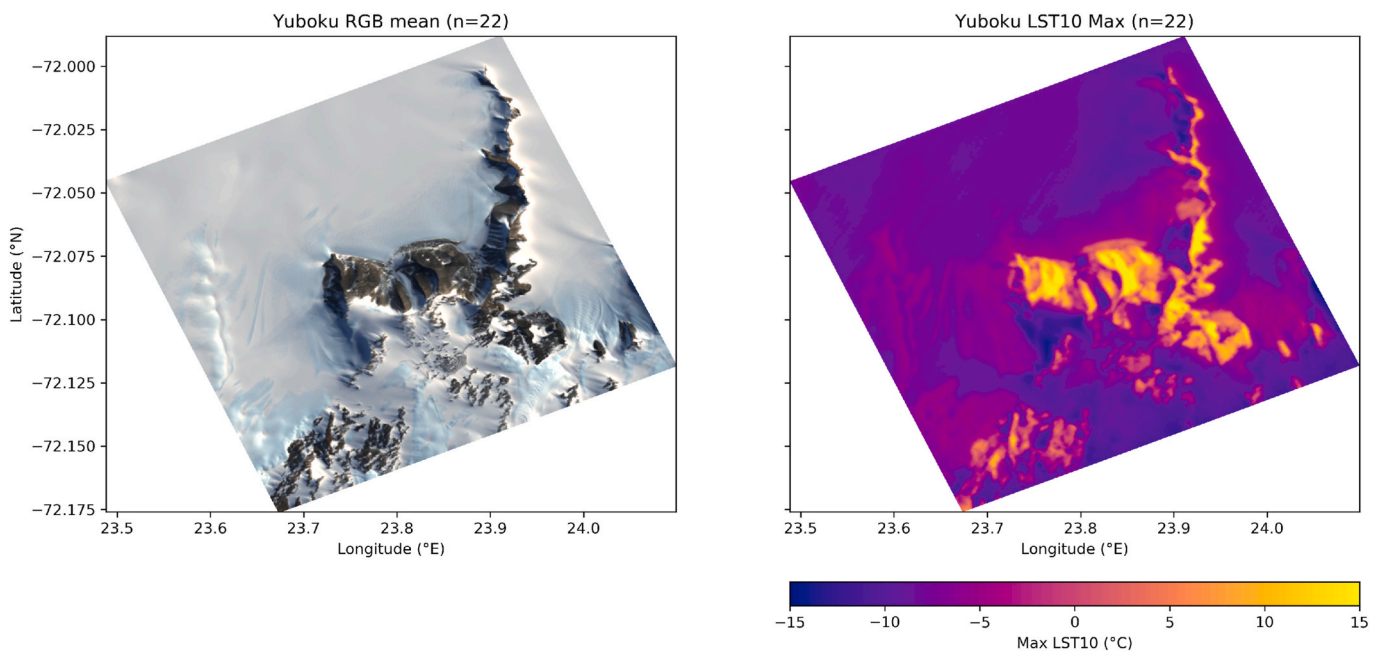 Yuboku RGB mean (n=22)
Latitude (°N)
−72.000
−72.025
−72.050
−72.075
−72.100
−72.125
−72.150
−72.175
23.5 23.6 23.7 23.8 23.9 24.0
Longitude (°E)
Yuboku LST10 Max (n=22)
23.5 23.6 23.7 23.8 23.9 24.0
Longitude (°E)
−15 −10 −5 0 5 10 15
Max LST10 (°C)